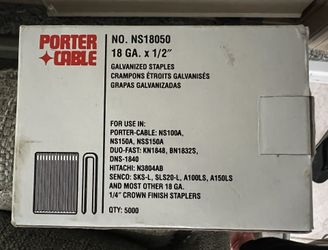 PORTER
CABLE
NO. NS18050
18 GA. x 1/2"
GALVANIZED STAPLES
CRAMPONS ÉTROITS GALVANISÉS
GRAPAS GALVANIZADAS
FOR USE IN:
PORTER-CABLE: NS100A,
NS150A, NSS150A
DUO-FAST: KN1848, BN1832S,
DNS-1840
HITACHI: N3804AB
SENCO: SKS-L, SLS20-L, A100LS, A150LS
AND MOST OTHER 18 GA.
1/4" CROWN FINISH STAPLERS
QTY: 5000